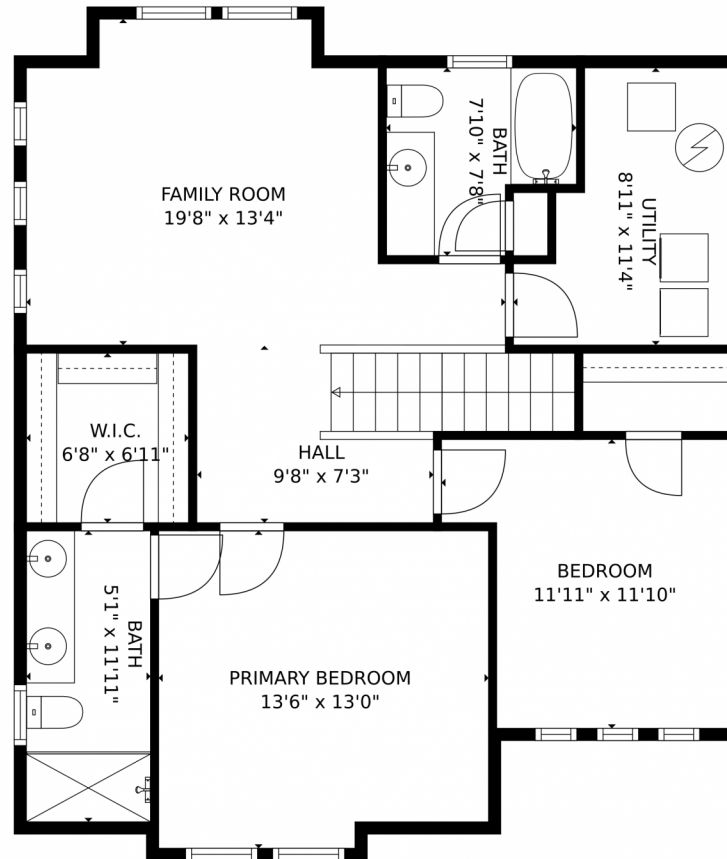 BATH
7'10" x 7'8"
FAMILY ROOM
19'8" x 13'4"
UTILITY
8'11" x 11'4"
W.I.C.
6'8" x 6'11"
HALL
9'8" x 7'3"
BEDROOM
11'11" x 11'10"
BATH
5'1" x 11'11"
PRIMARY BEDROOM
13'6" x 13'0"